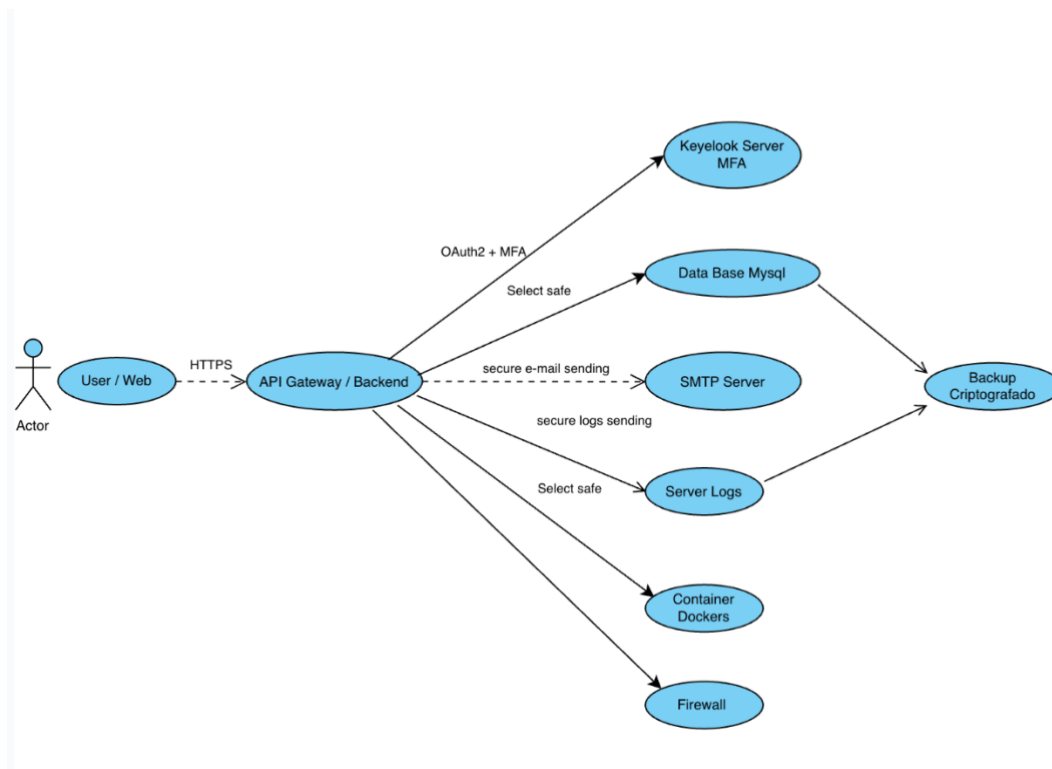 Keyelook Server
MFA
OAuth2 + MFA
Data Base Mysql
Select safe
HTTPS
User / Web
API Gateway / Backend
secure e-mail sending
SMTP Server
Backup
Criptografado
Actor
secure logs sending
Select safe
Server Logs
Container
Dockers
Firewall